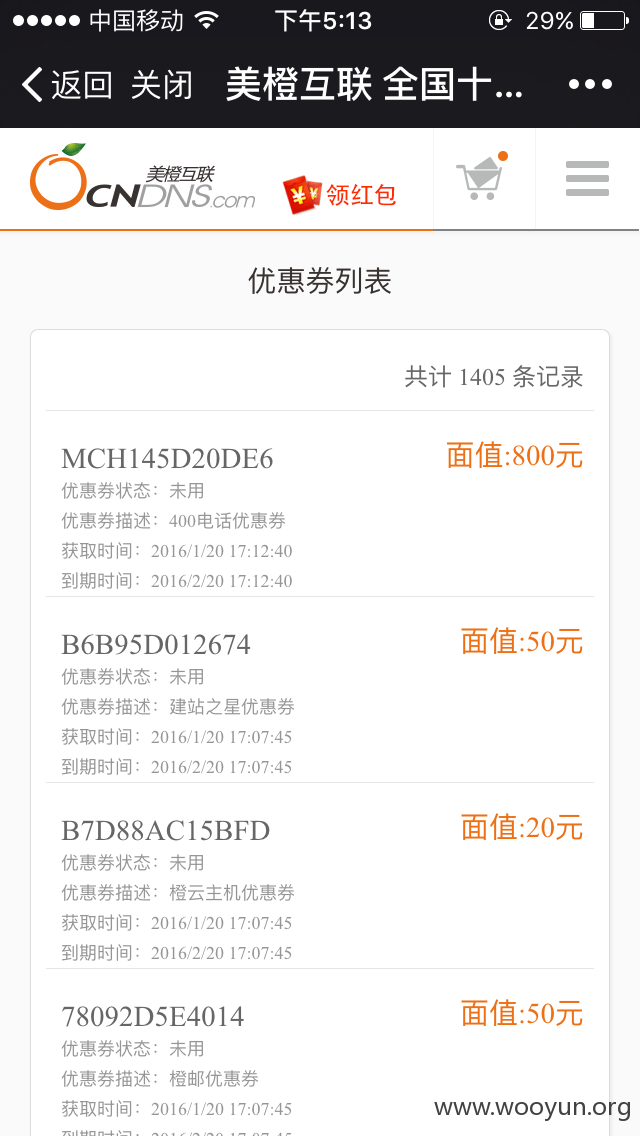 中国移动 下午5:13 29%
返回 关闭 美橙互联 全国十...
美橙互联
CNDNS.com 领红包
优惠券列表
共计 1405 条记录
MCH145D20DE6 面值:800元
优惠券状态：未用
优惠券描述：400电话优惠券
获取时间：2016/1/20 17:12:40
到期时间：2016/2/20 17:12:40
B6B95D012674 面值:50元
优惠券状态：未用
优惠券描述：建站之星优惠券
获取时间：2016/1/20 17:07:45
到期时间：2016/2/20 17:07:45
B7D88AC15BFD 面值:20元
优惠券状态：未用
优惠券描述：橙云主机优惠券
获取时间：2016/1/20 17:07:45
到期时间：2016/2/20 17:07:45
78092D5E4014 面值:50元
优惠券状态：未用
优惠券描述：橙邮优惠券
获取时间：2016/1/20 17:07:45
www.wooyun.org